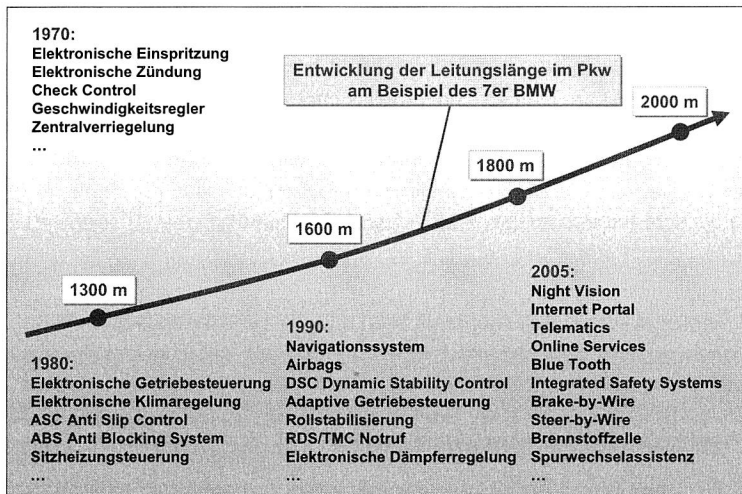 1970:
Elektronische Einspritzung
Elektronische Zündung
Check Control
Geschwindigkeitsregler
Zentralverriegelung
...
Entwicklung der Leitungslänge im Pkw
am Beispiel des 7er BMW
2000 m
1800 m
1600 m
1300 m
1980:
Elektronische Getriebesteuerung
Elektronische Klimaregelung
ASC Anti Slip Control
ABS Anti Blocking System
Sitzheizungsteuerung
...
1990:
Navigationssystem
Airbags
DSC Dynamic Stability Control
Adaptive Getriebesteuerung
Rollstabilisierung
RDS/TMC Notruf
Elektronische Dämpferregelung
...
2005:
Night Vision
Internet Portal
Telematics
Online Services
Blue Tooth
Integrated Safety Systems
Brake-by-Wire
Steer-by-Wire
Brennstoffzelle
Spurwechselassistenz
...